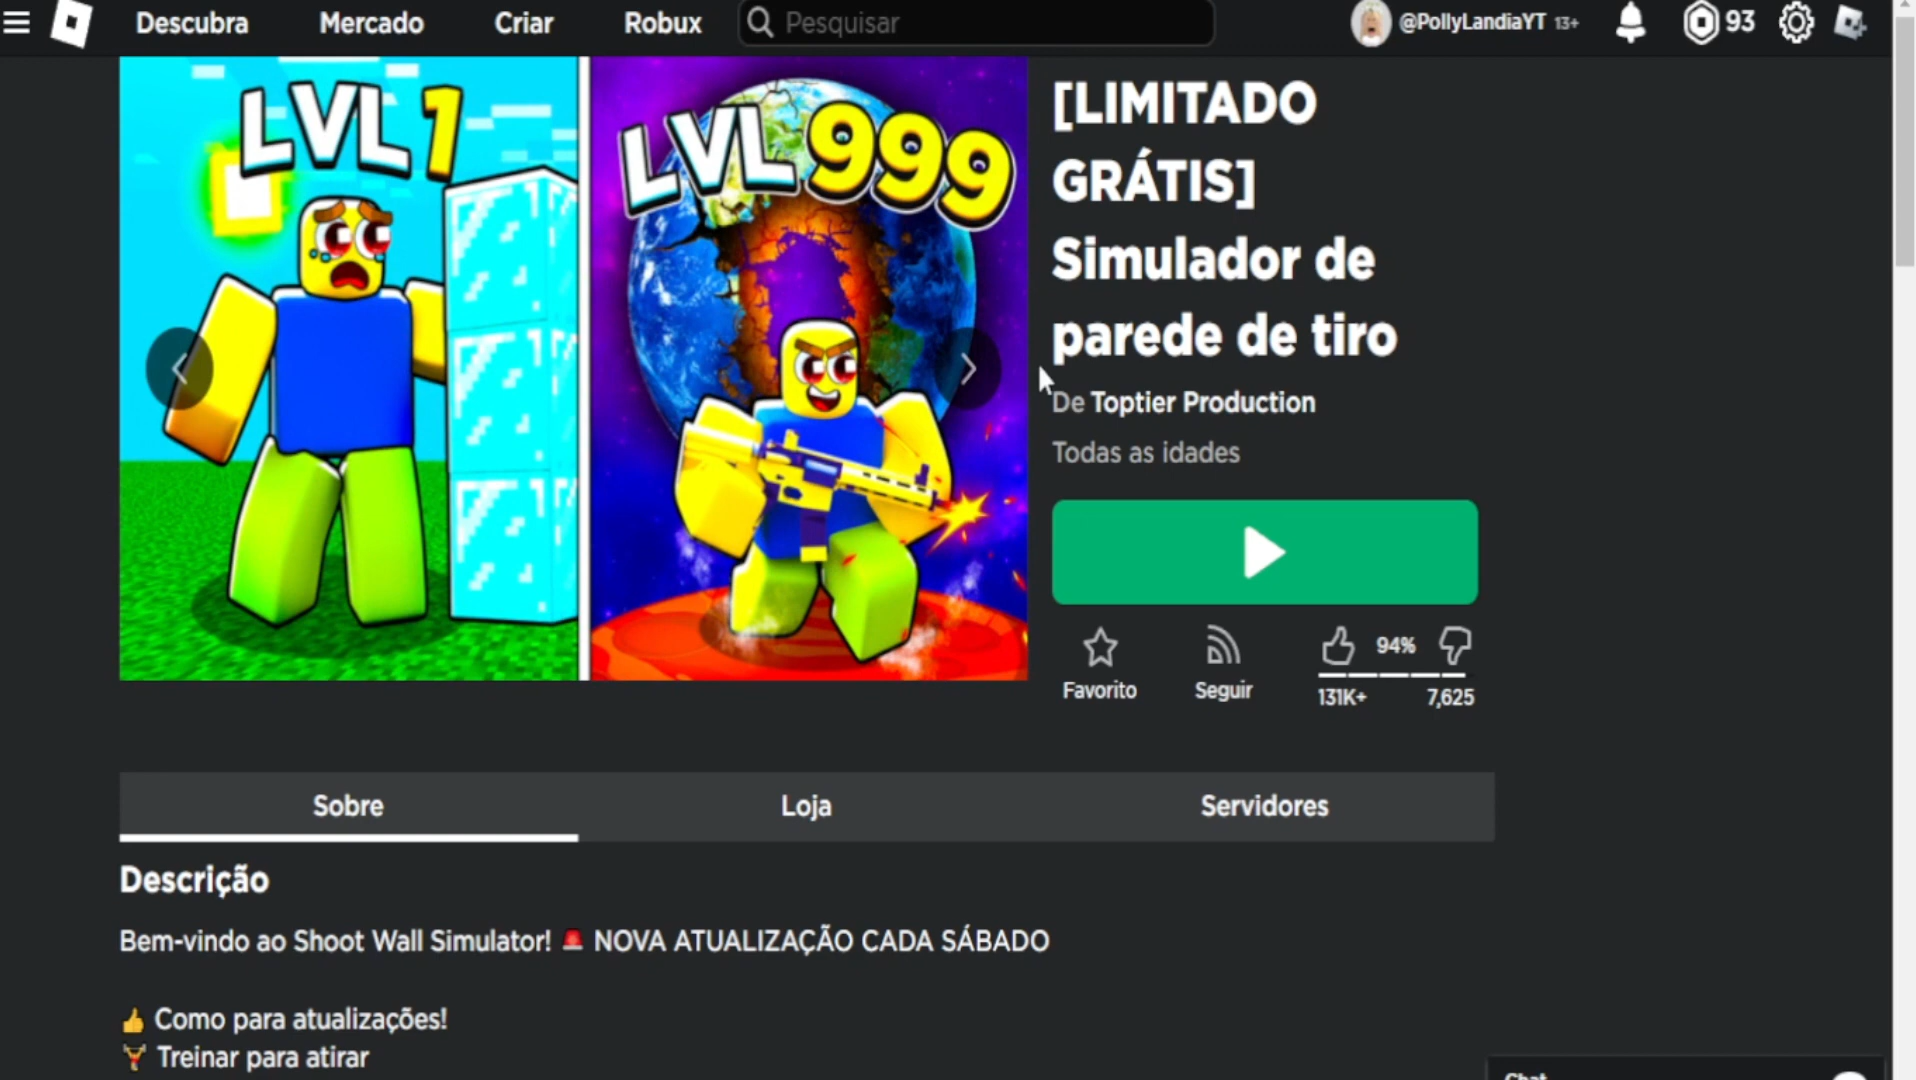 Descubra Mercado Criar Robux Pesquisar @PollyLandiaYT 13+ 93
LVL 1
LVL 999
[LIMITADO
GRÁTIS]
Simulador de
parede de tiro
De Toptier Production
Todas as idades
Favorito Seguir 94%
131K+ 7,625
Sobre Loja Servidores
Descrição
Bem-vindo ao Shoot Wall Simulator! 🚨 NOVA ATUALIZAÇÃO CADA SÁBADO
👍 Como para atualizações!
🏋 Treinar para atirar
Chat